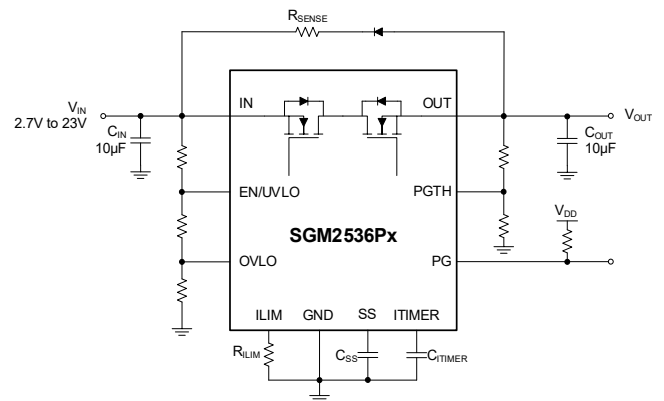 RSENSE
IN
OUT
VIN
2.7V to 23V
CIN
10µF
VOUT
COUT
10µF
EN/UVLO
PGTH
SGM2536Px
VDD
OVLO
PG
ILIM
GND
SS
ITIMER
RILIM
CSS
CITIMER